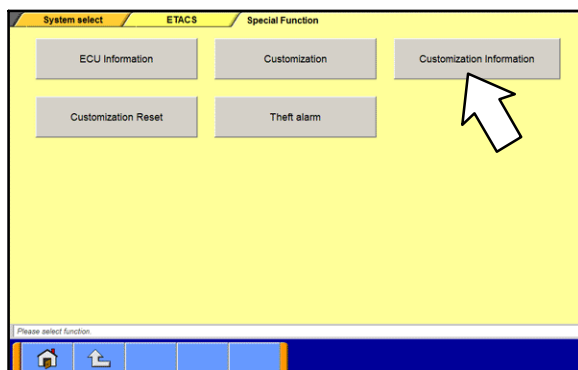 System select ETACS Special Function
ECU Information Customization Customization Information
Customization Reset Theft alarm
Please select function.